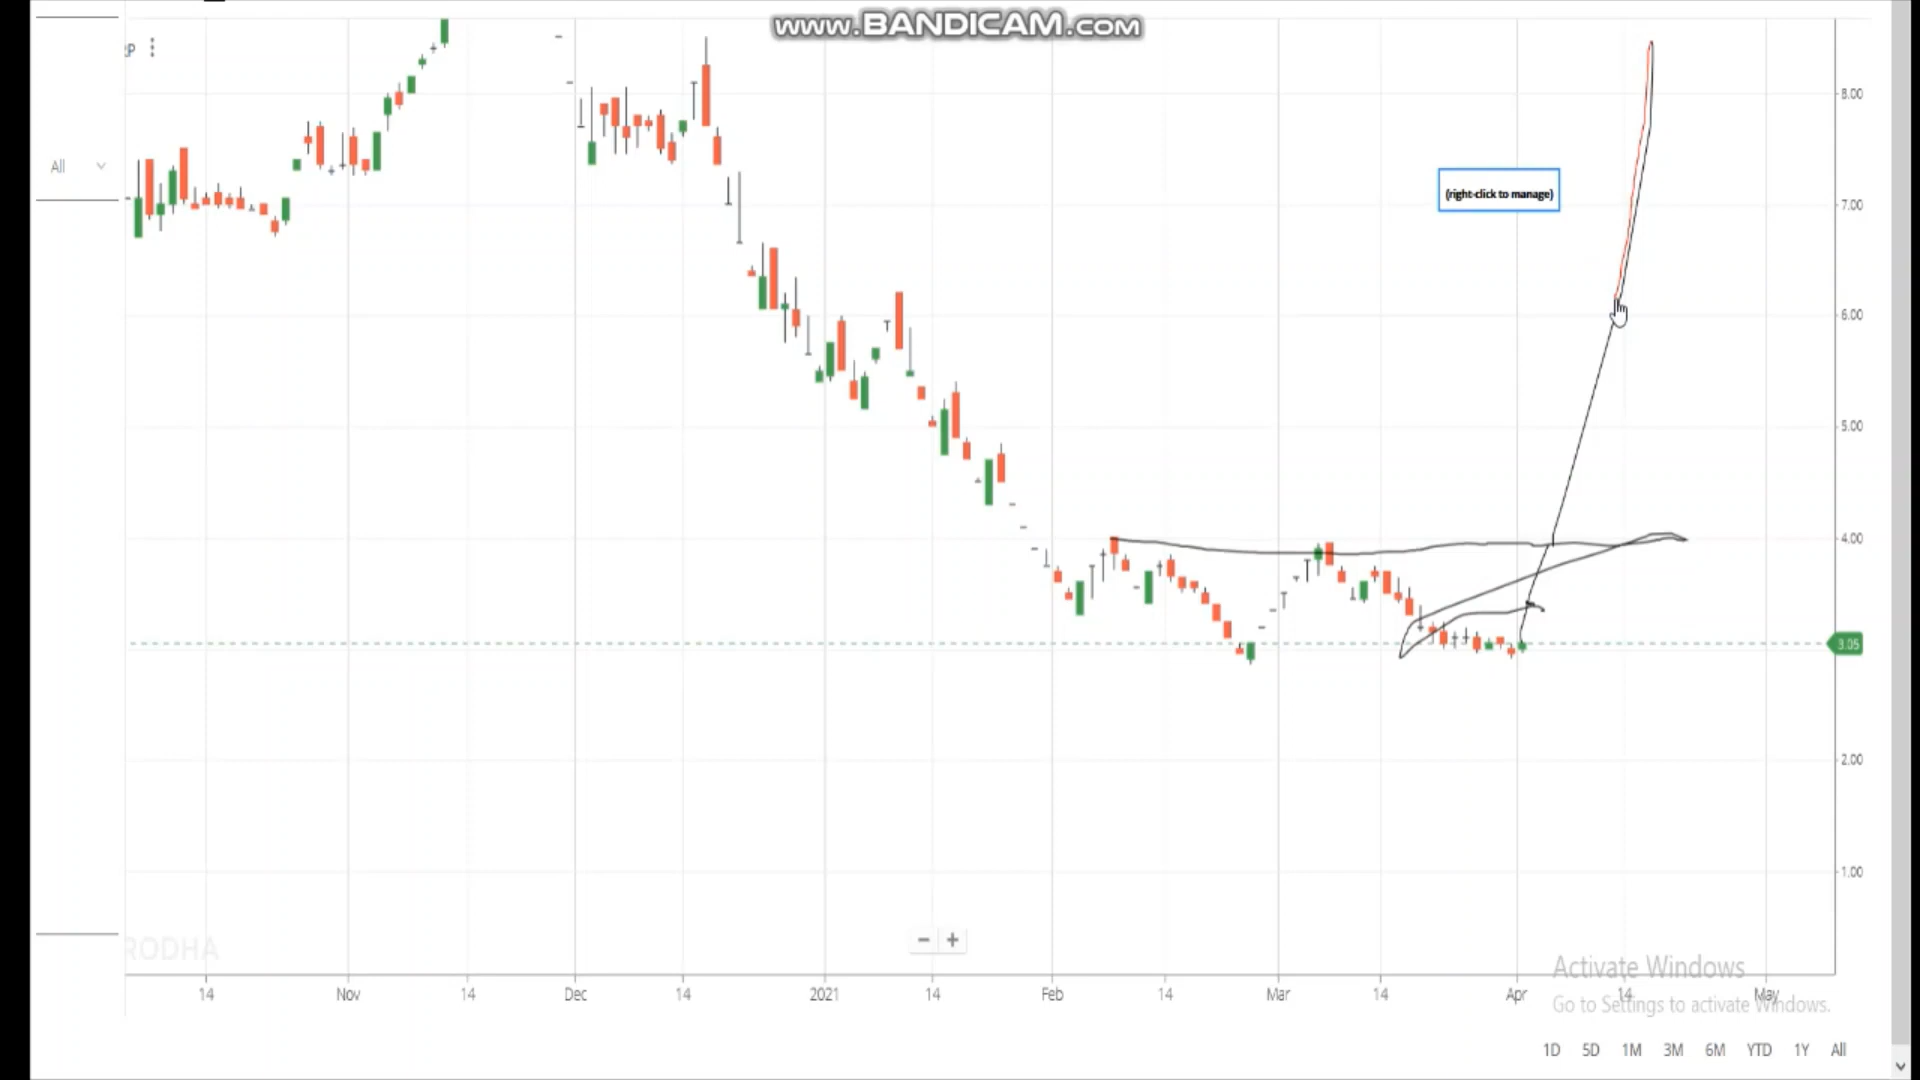 www.BANDICAM.com
8.00
All
(right-click to manage)
7.00
6.00
5.00
4.00
3.05
2.00
1.00
RODHA
− +
Activate Windows
14 Nov 14 Dec 14 2021 14 Feb 14 Mar 14 Apr 14 May
Go to Settings to activate Windows.
1D 5D 1M 3M 6M YTD 1Y All